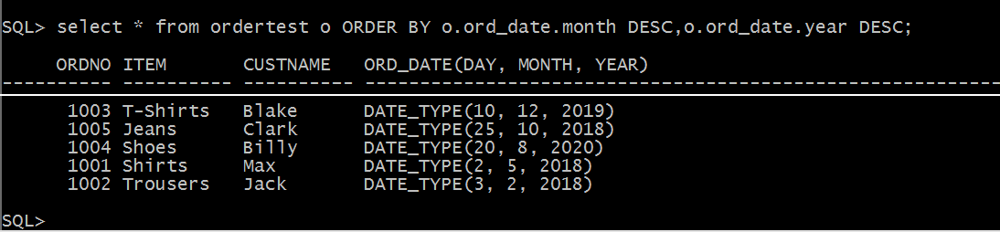 SQL> select * from ordertest o ORDER BY o.ord_date.month DESC,o.ord_date.year DESC;
ORDNO ITEM CUSTNAME ORD_DATE(DAY, MONTH, YEAR)
---------- ---------- ---------- ----------------------------------------------------------
1003 T-Shirts Blake DATE_TYPE(10, 12, 2019)
1005 Jeans Clark DATE_TYPE(25, 10, 2018)
1004 Shoes Billy DATE_TYPE(20, 8, 2020)
1001 Shirts Max DATE_TYPE(2, 5, 2018)
1002 Trousers Jack DATE_TYPE(3, 2, 2018)
SQL>